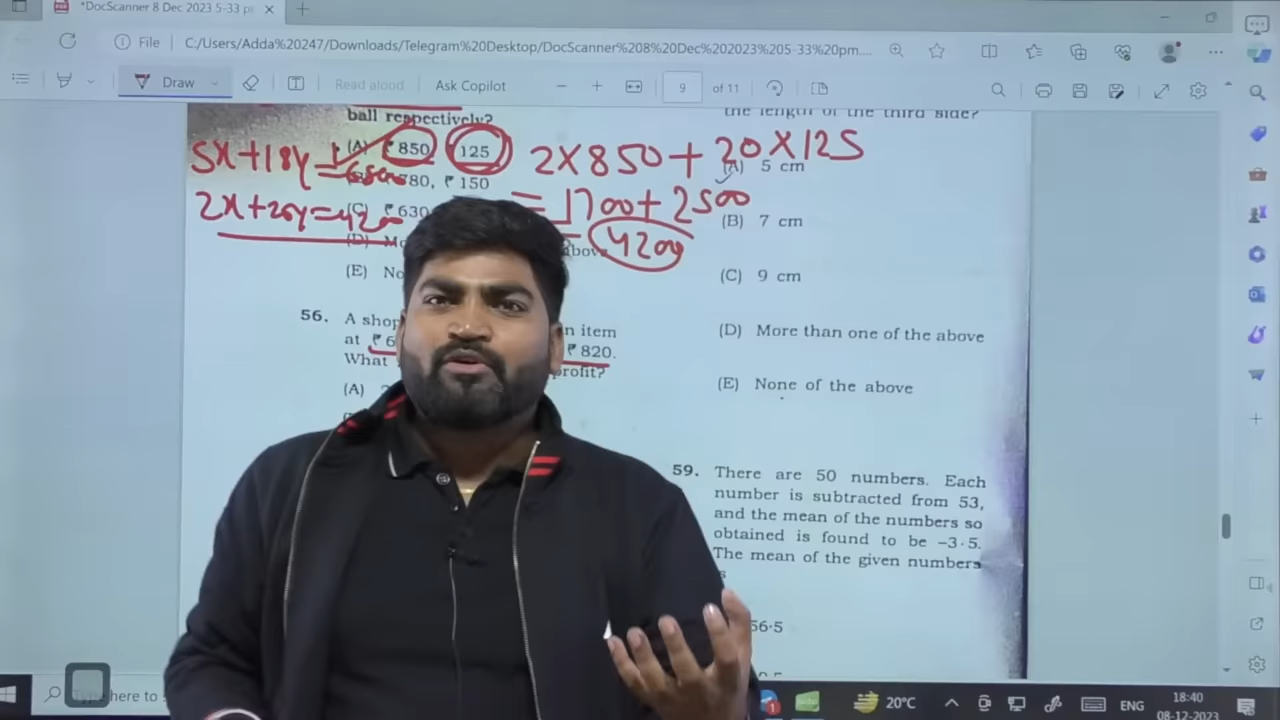 *DocScanner 8 Dec 2023 5-33 p
File
C:/Users/Adda%20247/Downloads/Telegram%20Desktop/DocScanner%208%20Dec%202023%205-33%20pm....
Draw
Read aloud
Ask Copilot
9
of 11
ball respectively?
(A) ₹ 850 125
780, ₹ 150
(C) ₹ 630
(D) Mo
above
(E) No
5x+18y=
2x+20y=4200
2×850+20×125
=1700+2500
4200
56. A shop n item
at ₹ 6 ₹ 820.
What profit?
(A)
the length of the third side?
(A) 5 cm
(B) 7 cm
(C) 9 cm
(D) More than one of the above
(E) None of the above
59. There are 50 numbers. Each
number is subtracted from 53,
and the mean of the numbers so
obtained is found to be –3·5.
The mean of the given numbers
56·5
here to
20°C
ENG
18:40
08-12-2023